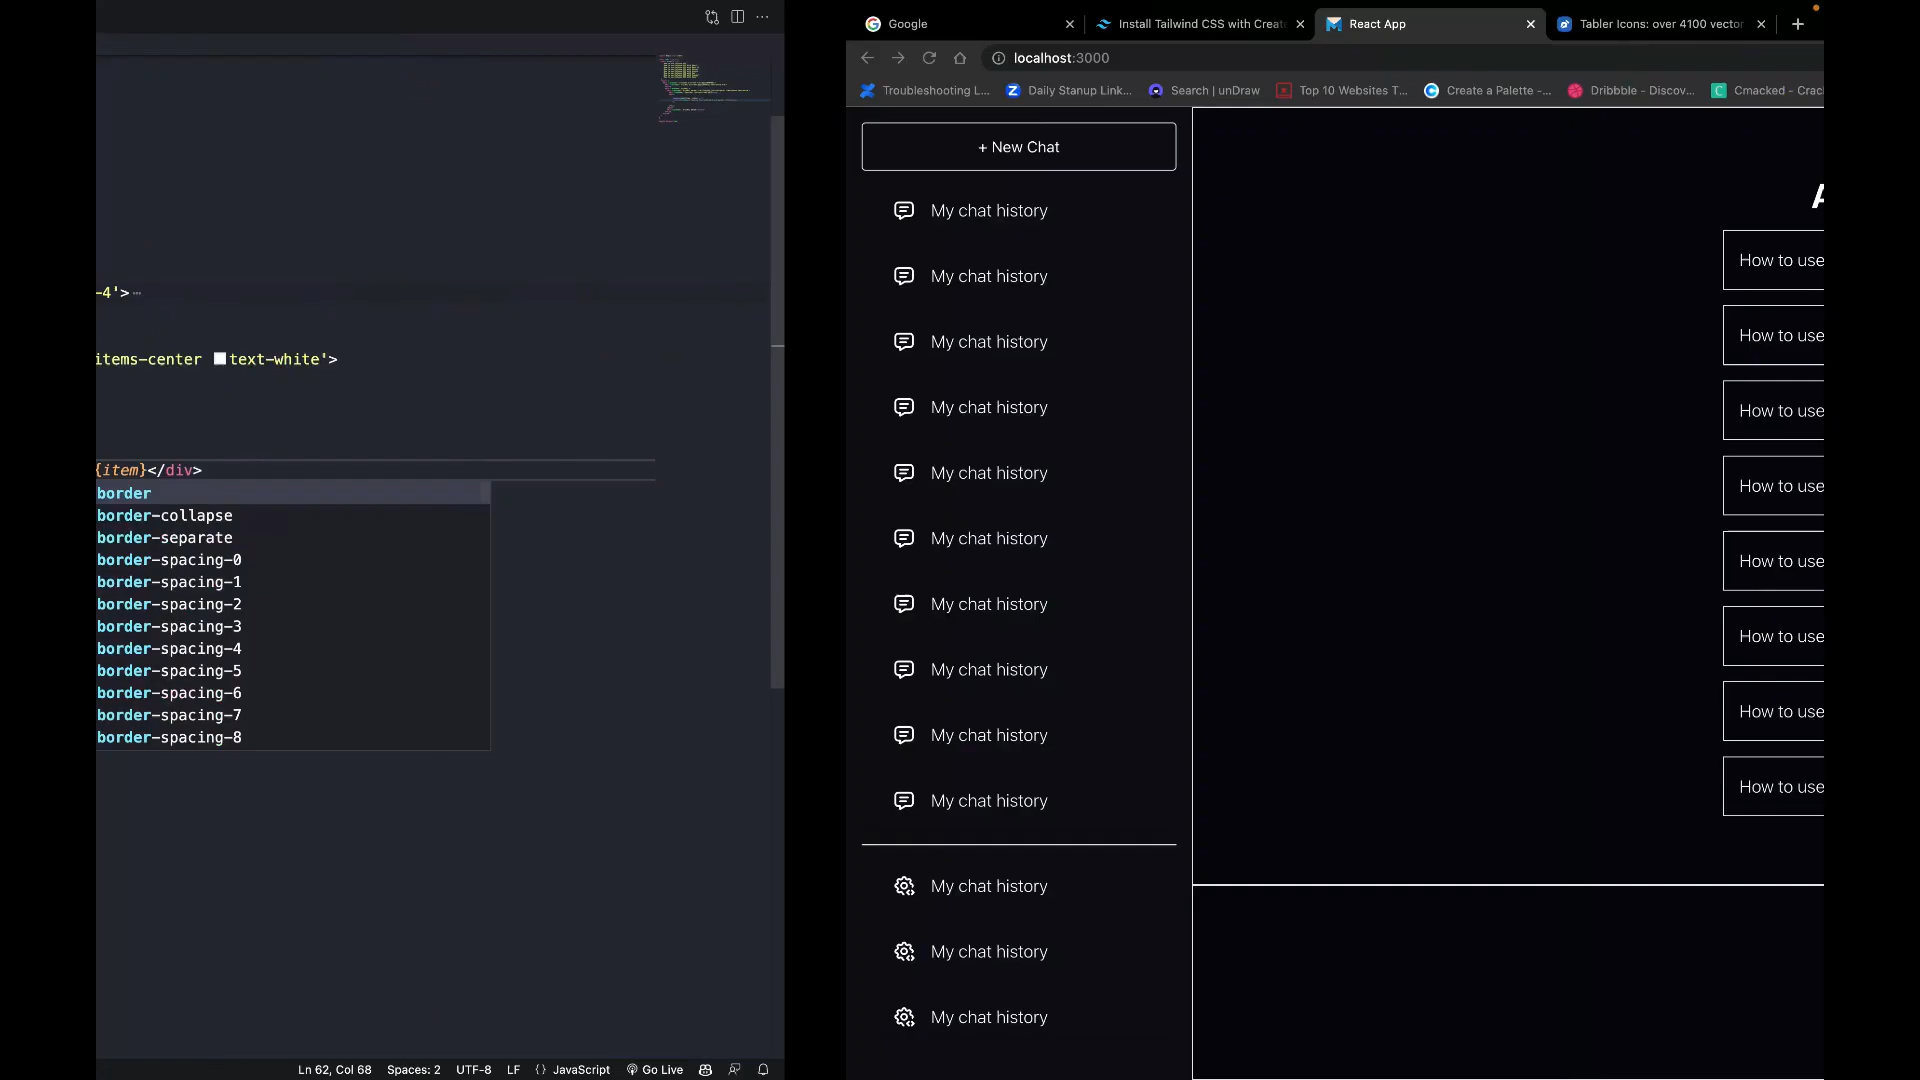 -4'>
items-center text-white'>
{item}</div>
border
border-collapse
border-separate
border-spacing-0
border-spacing-1
border-spacing-2
border-spacing-3
border-spacing-4
border-spacing-5
border-spacing-6
border-spacing-7
border-spacing-8
Ln 62, Col 68 Spaces: 2 UTF-8 LF {} JavaScript Go Live
Google Install Tailwind CSS with Create React App Tabler Icons: over 4100 vector
localhost:3000
Troubleshooting L... Daily Stanup Link... Search | unDraw Top 10 Websites T... Create a Palette -... Dribbble - Discov... Cmacked - Crac
+ New Chat
My chat history
My chat history
My chat history
My chat history
My chat history
My chat history
My chat history
My chat history
My chat history
My chat history
My chat history
My chat history
My chat history
A
How to use
How to use
How to use
How to use
How to use
How to use
How to use
How to use